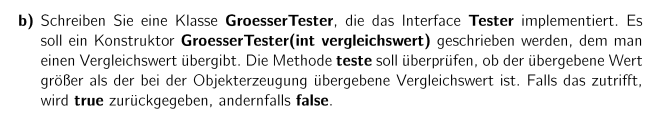 b) Schreiben Sie eine Klasse GroesserTester, die das Interface Tester implementiert. Es
soll ein Konstruktor GroesserTester(int vergleichswert) geschrieben werden, dem man
einen Vergleichswert übergibt. Die Methode teste soll überprüfen, ob der übergebene Wert
größer als der bei der Objekterzeugung übergebene Vergleichswert ist. Falls das zutrifft,
wird true zurückgegeben, andernfalls false.